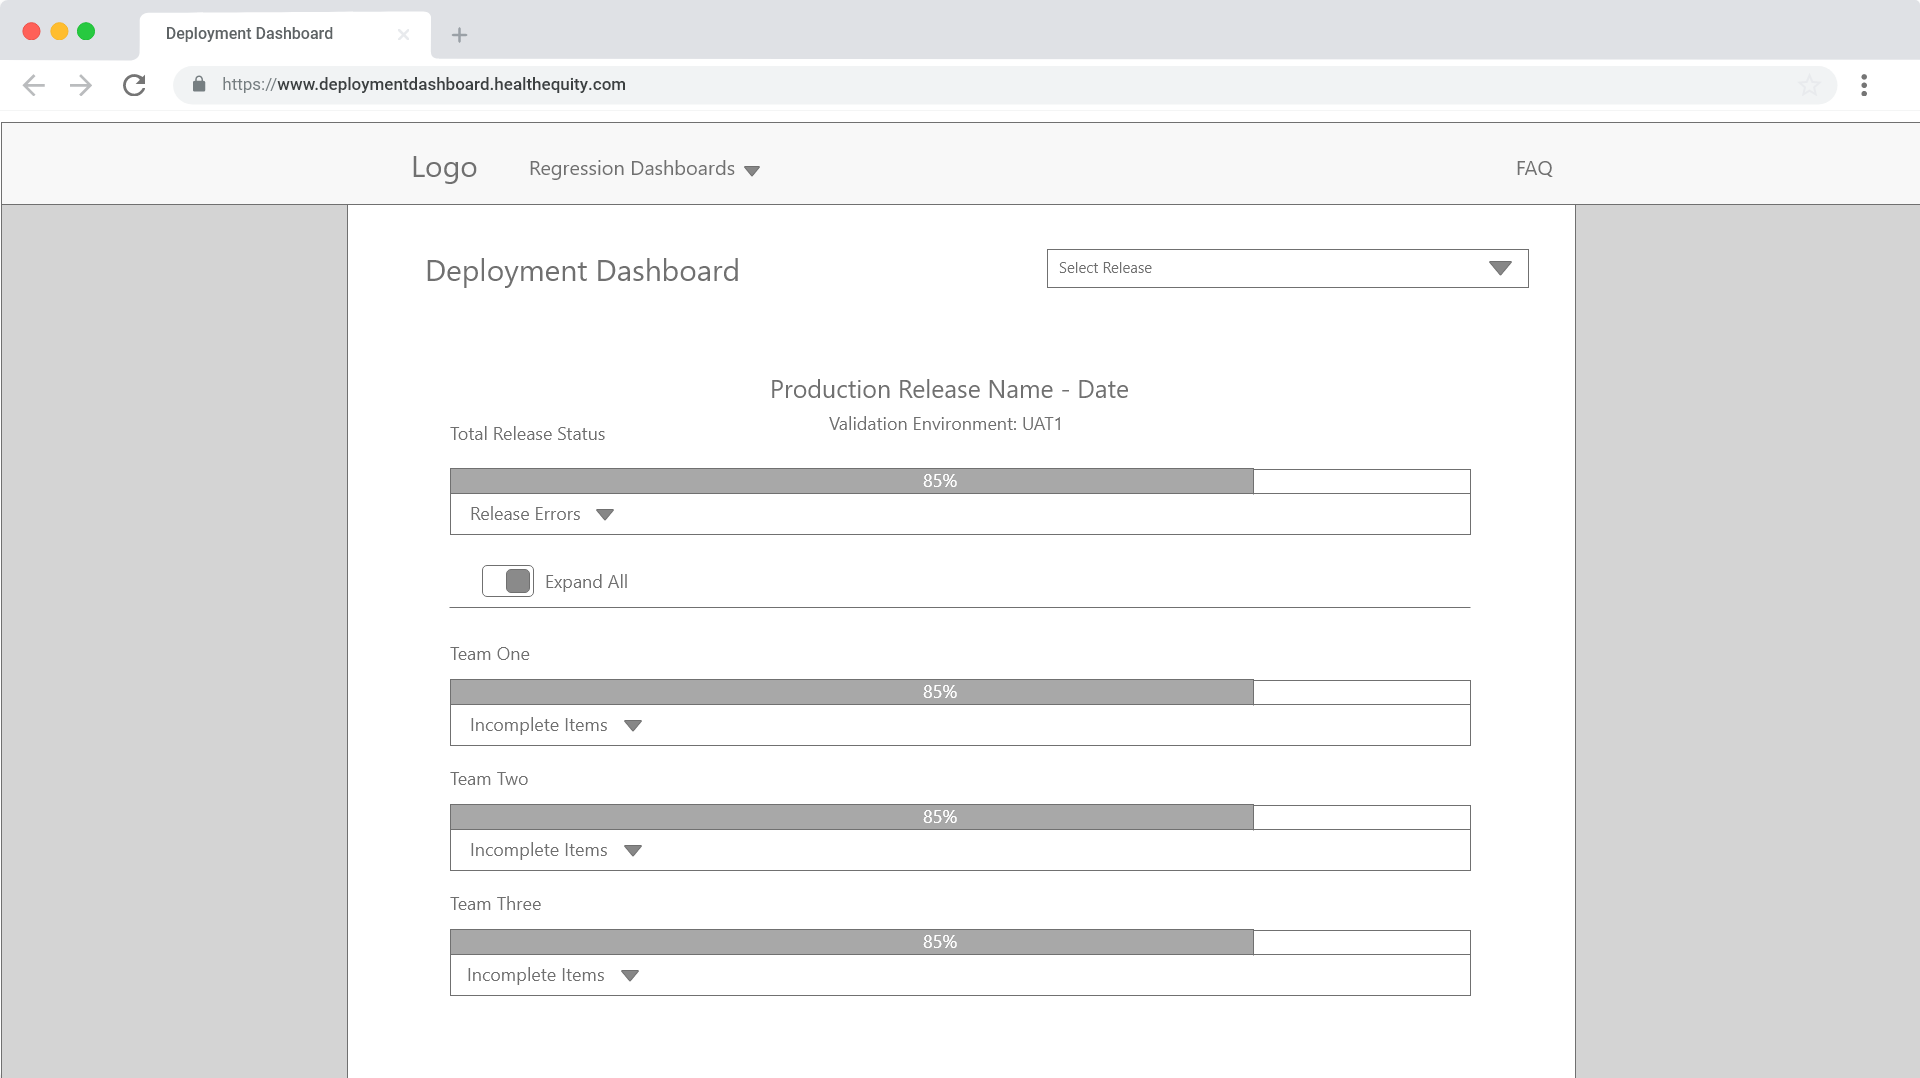 Deployment Dashboard
https://www.deploymentdashboard.healthequity.com
Logo
Regression Dashboards
FAQ
Deployment Dashboard
Select Release
Production Release Name - Date
Validation Environment: UAT1
Total Release Status
85%
Release Errors
Expand All
Team One
85%
Incomplete Items
Team Two
85%
Incomplete Items
Team Three
85%
Incomplete Items